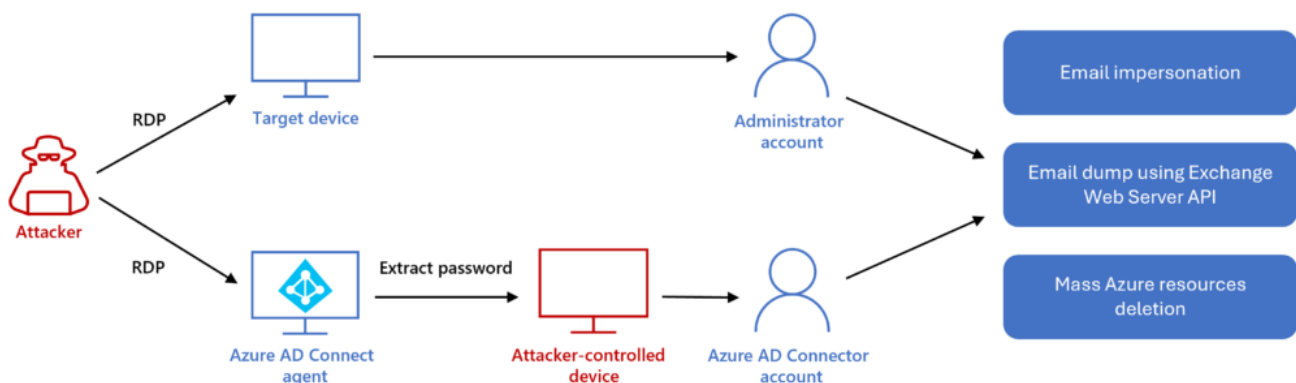 RDP
Target device
Administrator
account
Attacker
RDP
Extract password
Azure AD Connect
agent
Attacker-controlled
device
Azure AD Connector
account
Email impersonation
Email dump using Exchange
Web Server API
Mass Azure resources
deletion